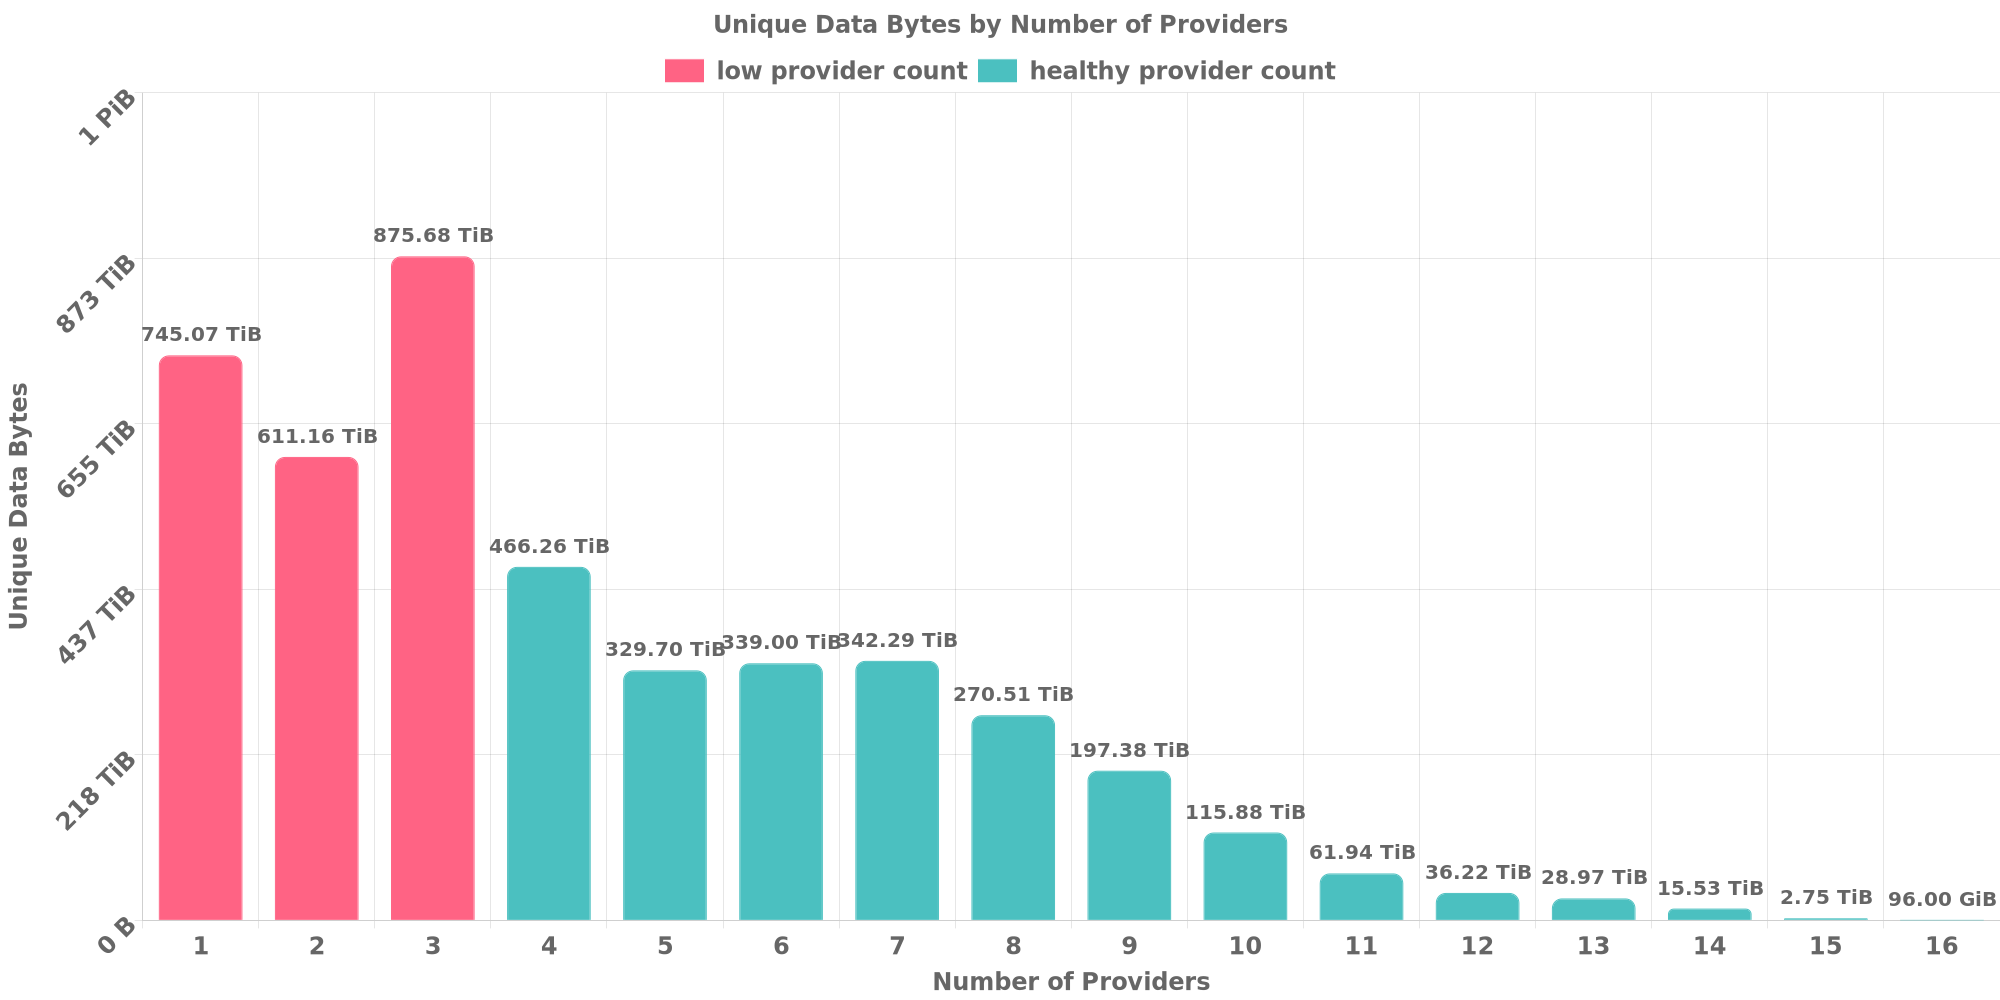 Unique Data Bytes by Number of Providers
low provider count healthy provider count
1 PiB
873 TiB
655 TiB
437 TiB
218 TiB
0 B
Unique Data Bytes
745.07 TiB
611.16 TiB
875.68 TiB
466.26 TiB
329.70 TiB
339.00 TiB
342.29 TiB
270.51 TiB
197.38 TiB
115.88 TiB
61.94 TiB
36.22 TiB
28.97 TiB
15.53 TiB
2.75 TiB
96.00 GiB
1 2 3 4 5 6 7 8 9 10 11 12 13 14 15 16
Number of Providers